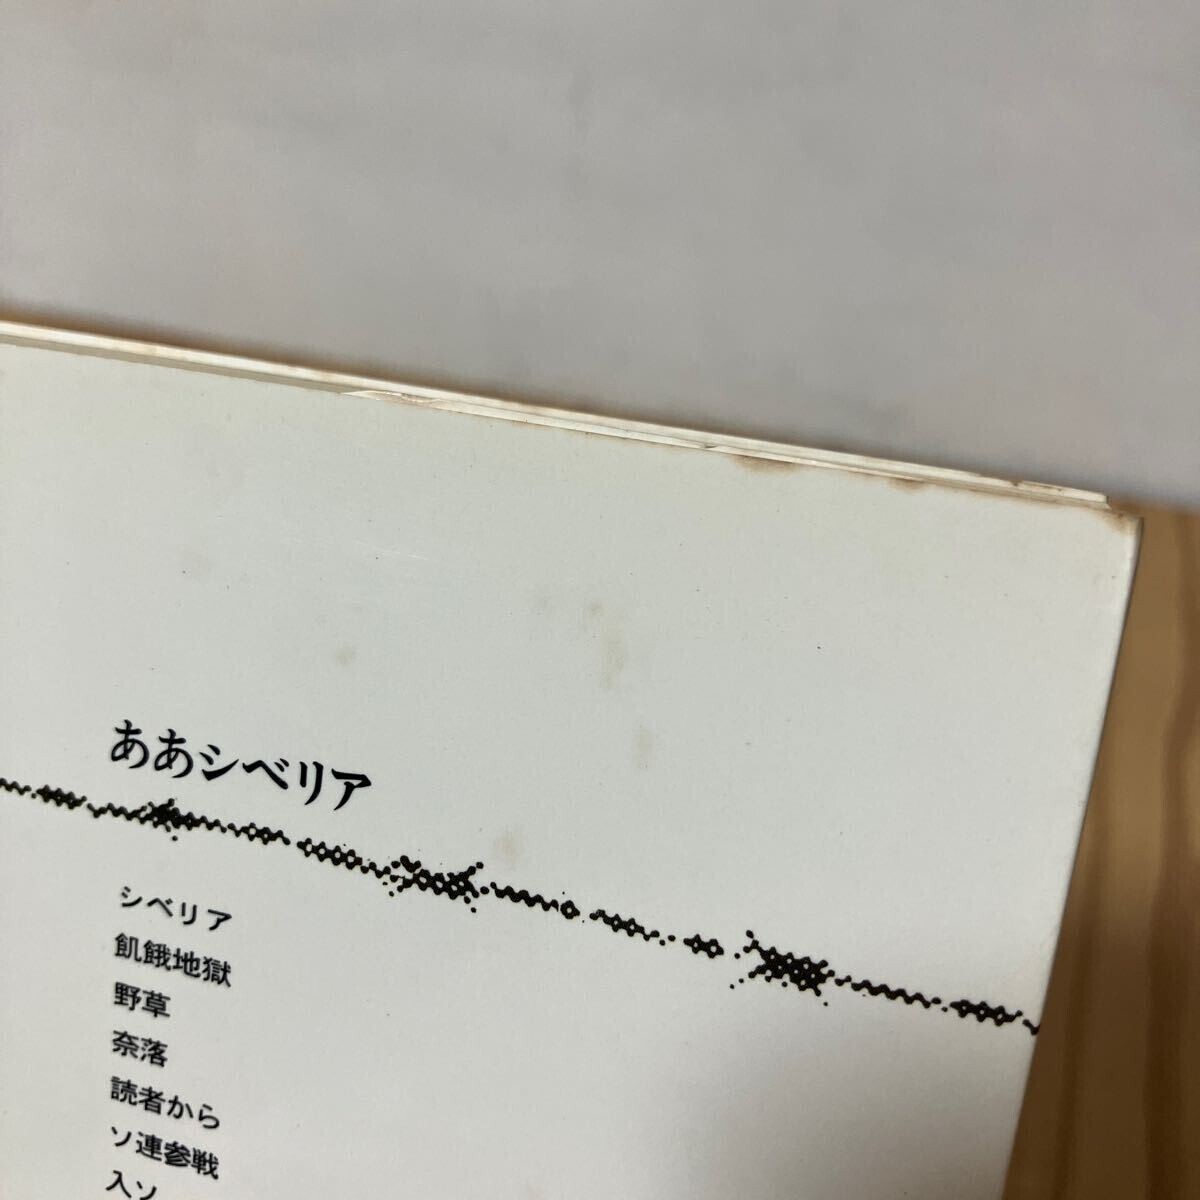 ああシベリア
シベリア
飢餓地獄
野草
奈落
読者から
ソ連参戦
入ソ